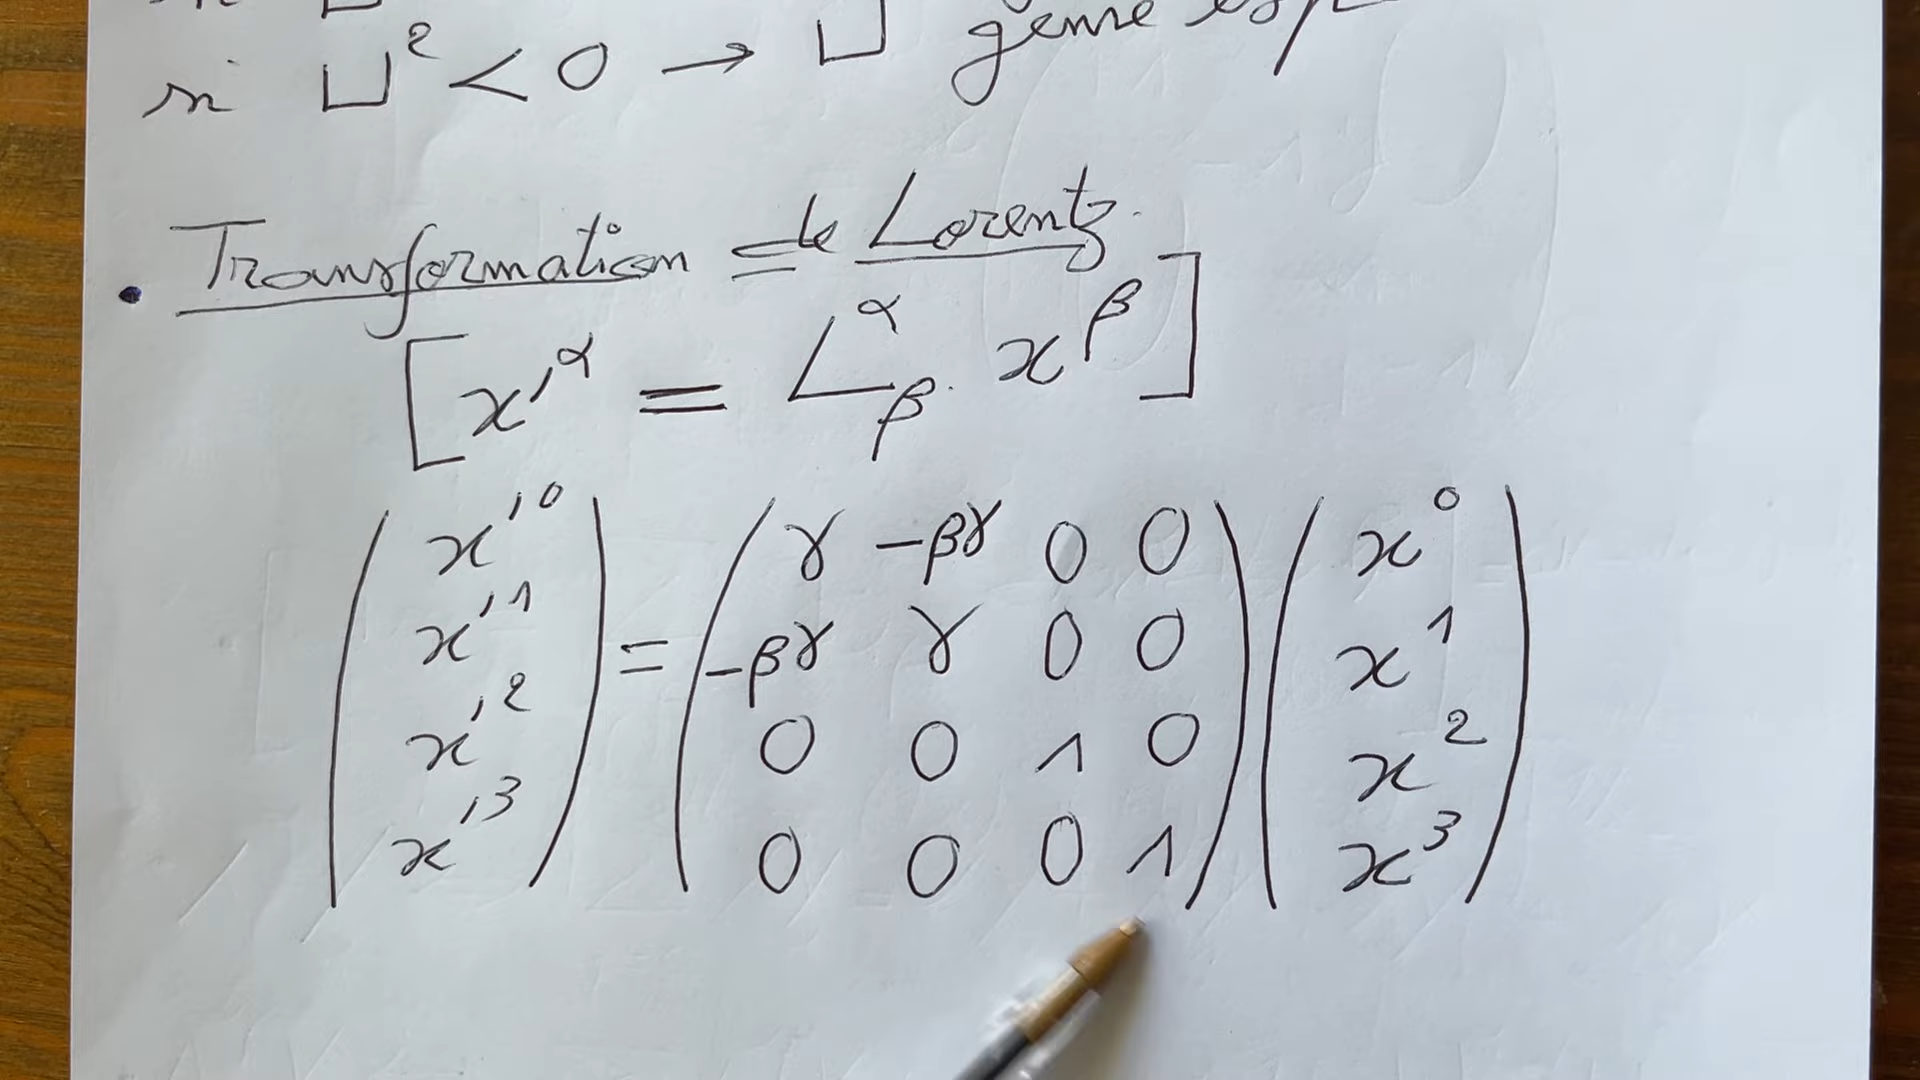 si ⊔² < 0 → ⊔ genre
• Transformation de Lorentz.
[x'^α = L^α_β x^β]
(x'^0) = (γ -βγ 0 0) (x^0)
(x'^1) (-βγ γ 0 0) (x^1)
(x'^2) (0 0 1 0) (x^2)
(x'^3) (0 0 0 1) (x^3)